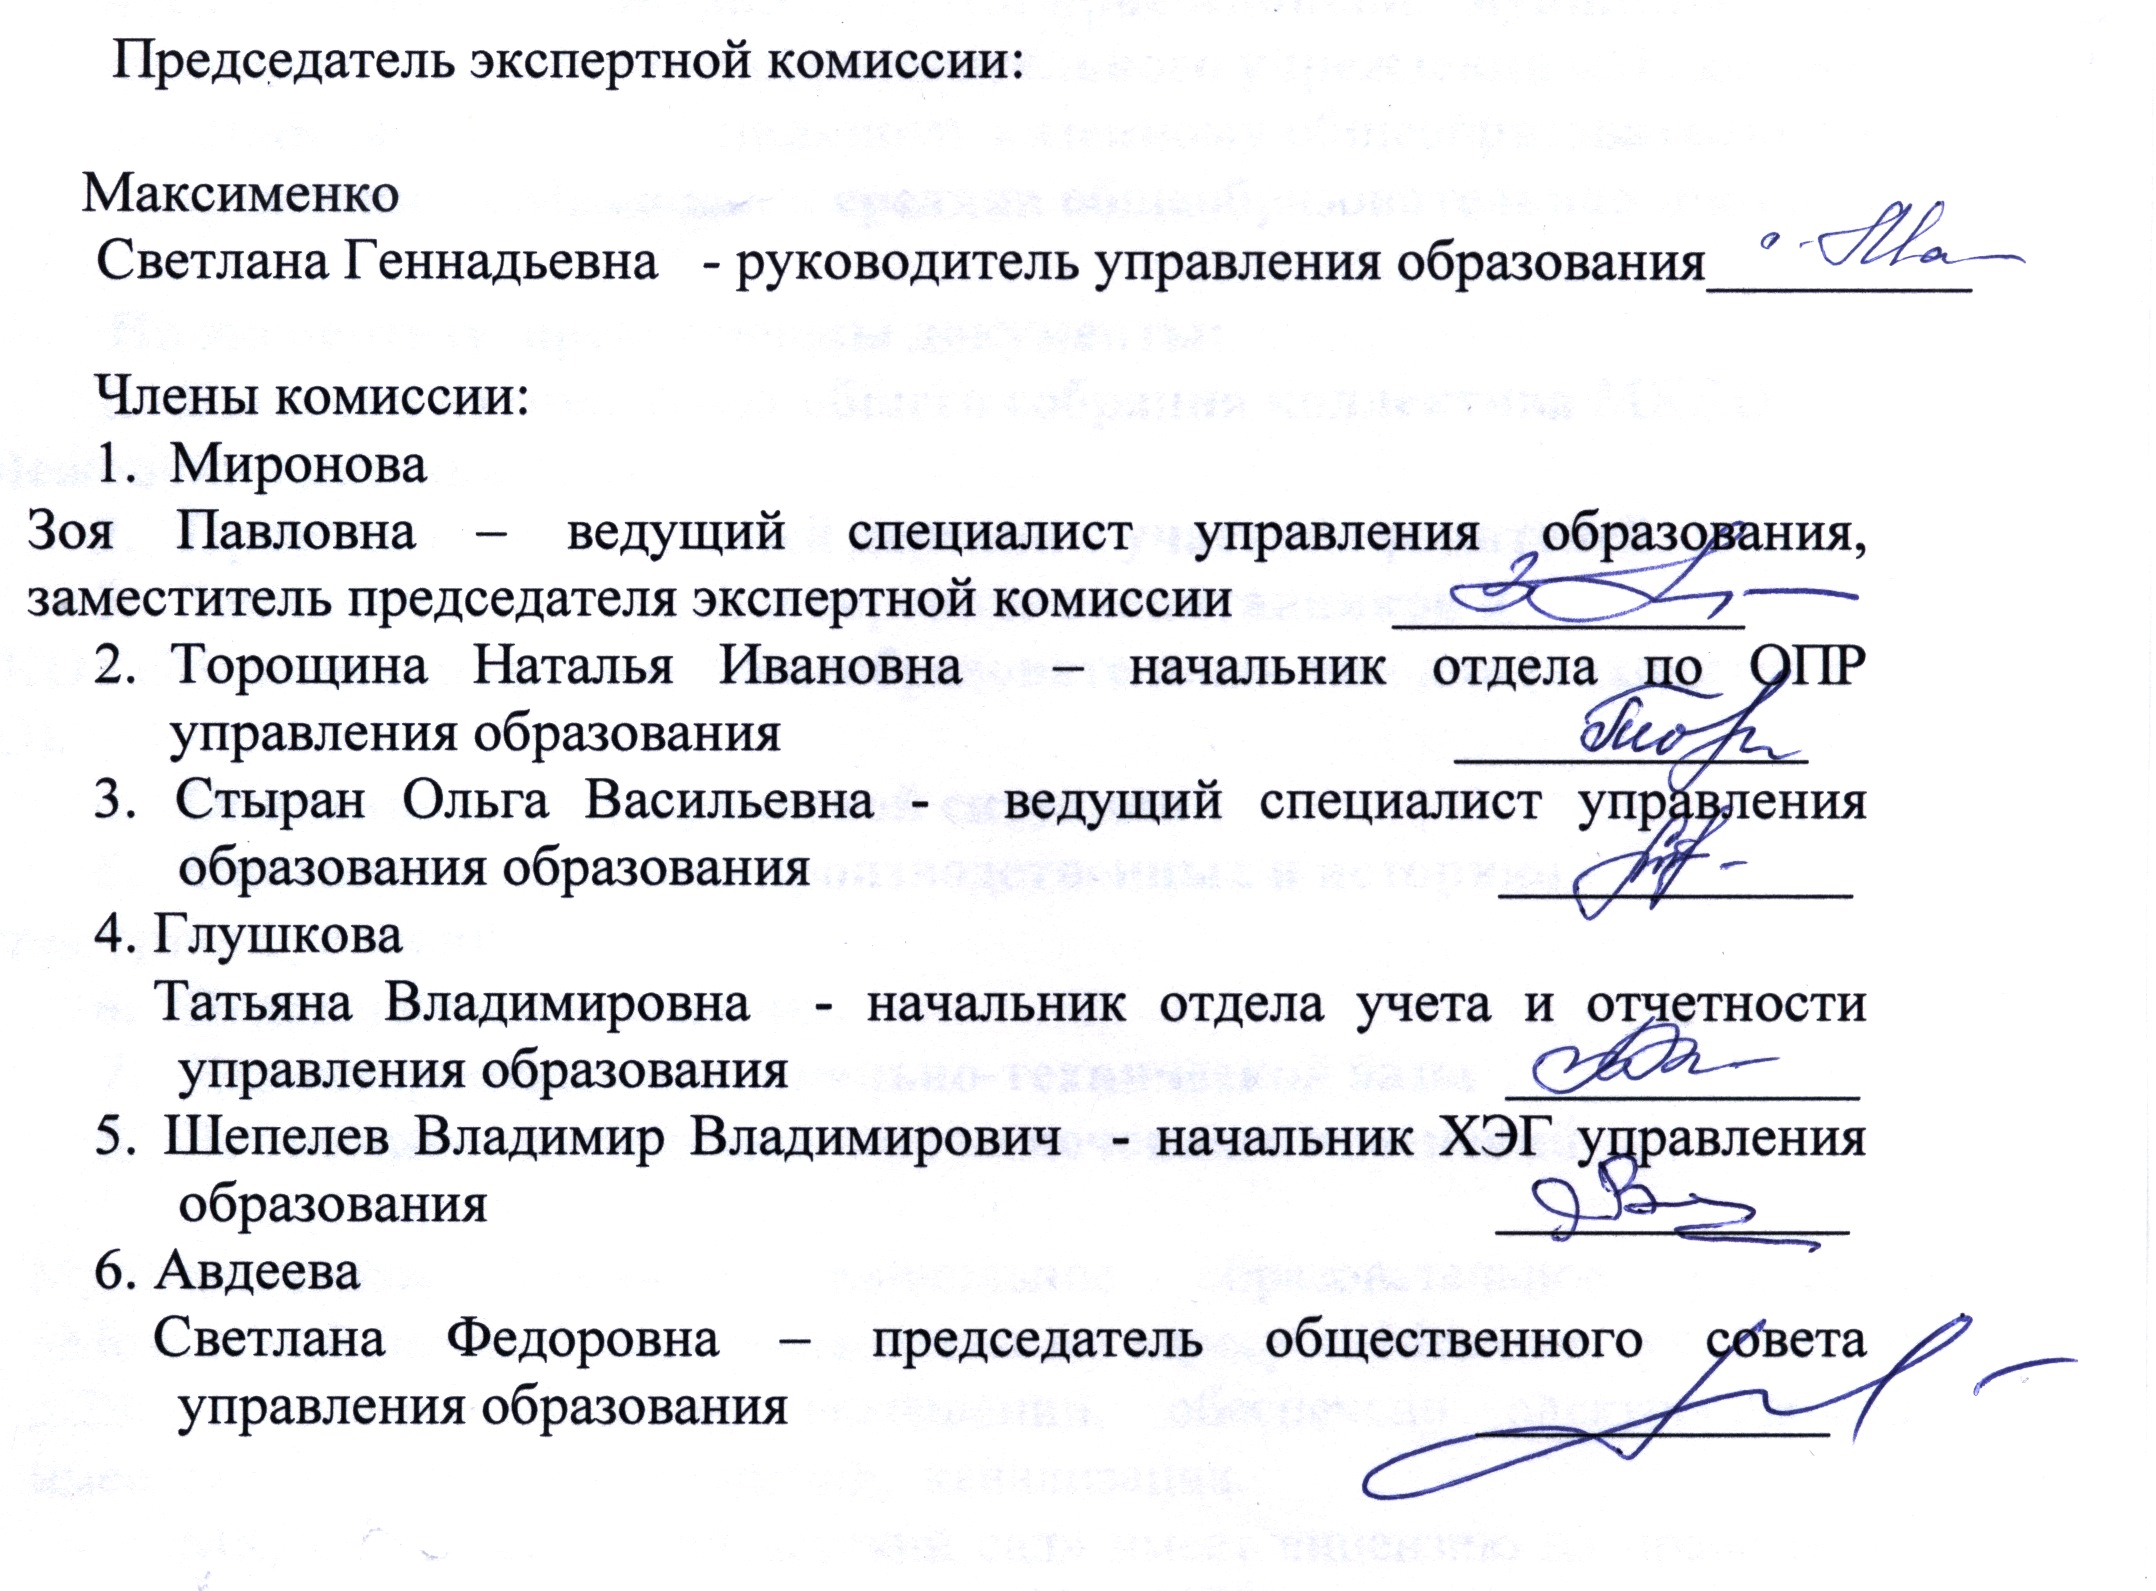 Председатель экспертной комиссии:
Максименко
Светлана Геннадьевна - руководитель управления образования__________
Члены комиссии:
1. Миронова
Зоя Павловна – ведущий специалист управления образования,
заместитель председателя экспертной комиссии
2. Торощина Наталья Ивановна – начальник отдела по ОПР
управления образования
3. Стыран Ольга Васильевна - ведущий специалист управления
образования образования
4. Глушкова
Татьяна Владимировна - начальник отдела учета и отчетности
управления образования
5. Шепелев Владимир Владимирович - начальник ХЭГ управления
образования
6. Авдеева
Светлана Федоровна – председатель общественного совета
управления образования